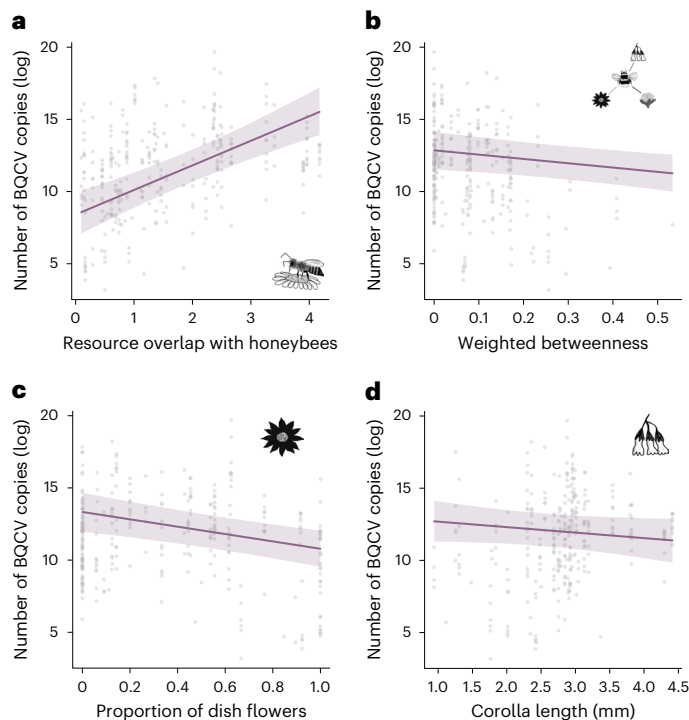 a
Number of BQCV copies (log)
20
15
10
5
0 1 2 3 4
Resource overlap with honeybees
b
Number of BQCV copies (log)
20
15
10
5
0 0.1 0.2 0.3 0.4 0.5
Weighted betweenness
c
Number of BQCV copies (log)
20
15
10
5
0 0.2 0.4 0.6 0.8 1.0
Proportion of dish flowers
d
Number of BQCV copies (log)
20
15
10
5
1.0 1.5 2.0 2.5 3.0 3.5 4.0 4.5
Corolla length (mm)